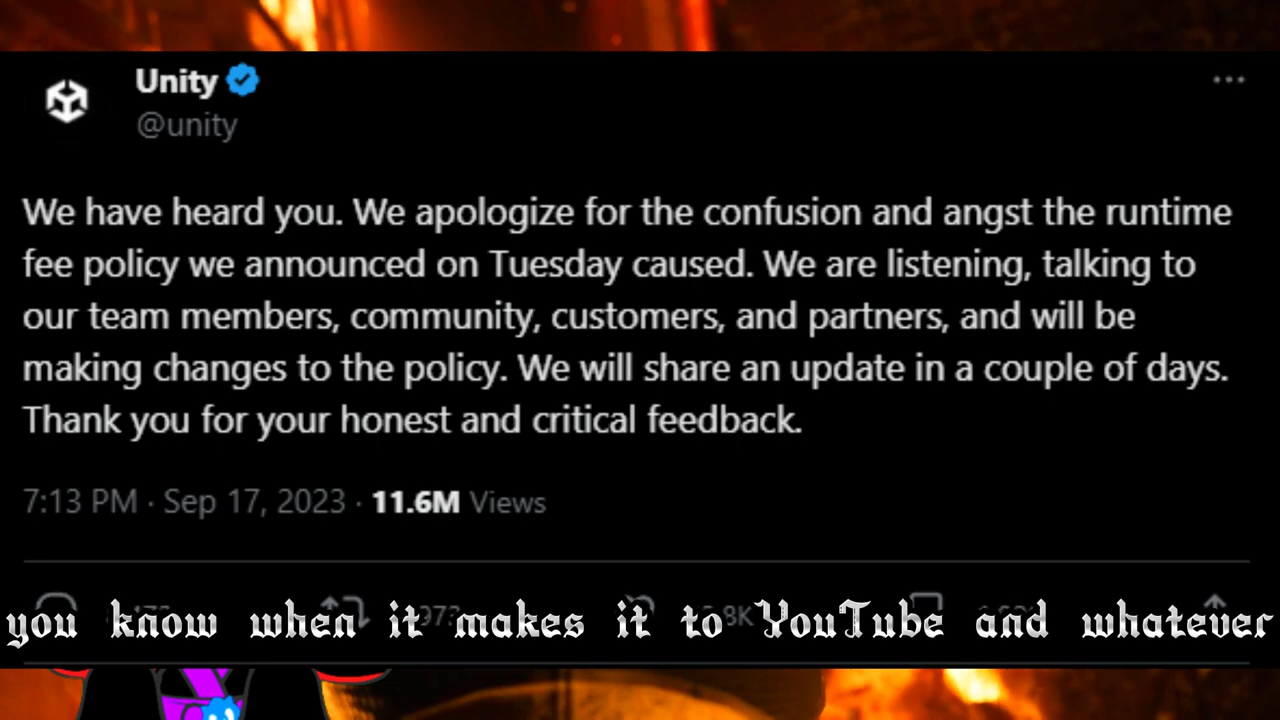 Unity
@unity
We have heard you. We apologize for the confusion and angst the runtime
fee policy we announced on Tuesday caused. We are listening, talking to
our team members, community, customers, and partners, and will be
making changes to the policy. We will share an update in a couple of days.
Thank you for your honest and critical feedback.
7:13 PM · Sep 17, 2023 · 11.6M Views
you know when it makes it to YouTube and whatever